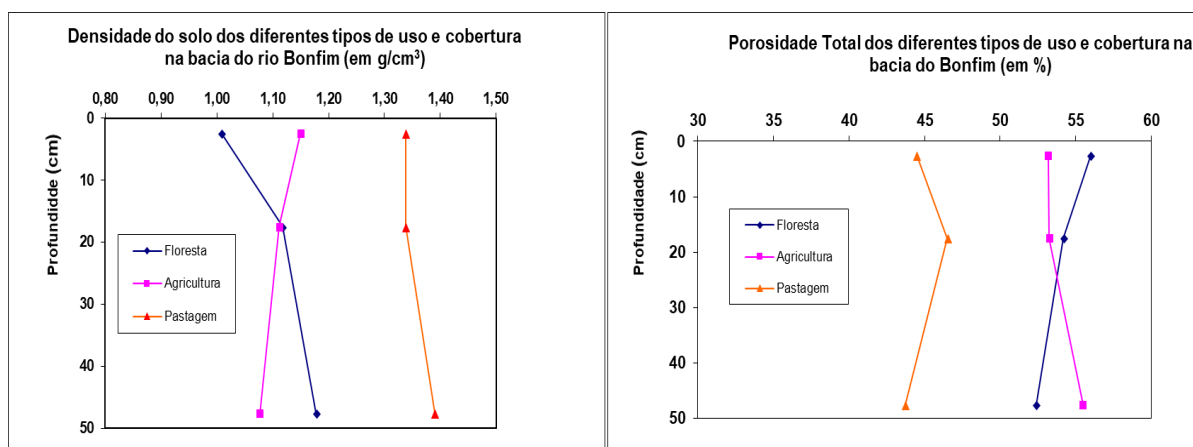 Densidade do solo dos diferentes tipos de uso e cobertura
na bacia do rio Bonfim (em g/cm³)
0,80 0,90 1,00 1,10 1,20 1,30 1,40 1,50
0
10
20
30
40
50
Profundidde (cm)
Floresta
Agricultura
Pastagem
Porosidade Total dos diferentes tipos de uso e cobertura na
bacia do Bonfim (em %)
30 35 40 45 50 55 60
0
10
20
30
40
50
Profundidade (cm)
Floresta
Agricultura
Pastagem